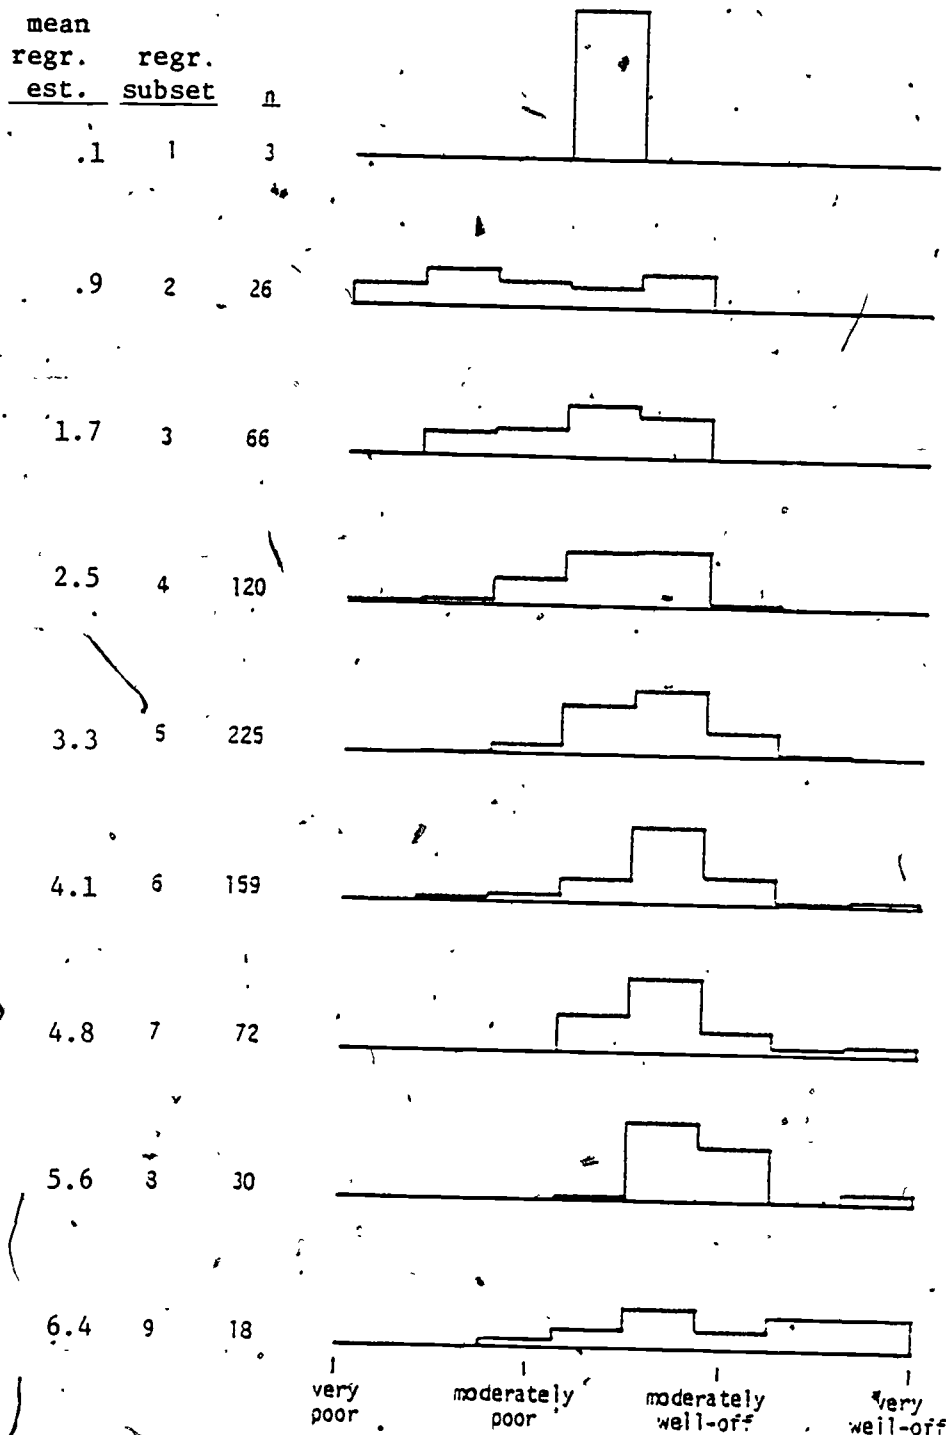 mean
regr. regr.
est. subset n
.1 1 3
.9 2 26
1.7 3 66
2.5 4 120
3.3 5 225
4.1 6 159
4.8 7 72
5.6 8 30
6.4 9 18
very moderately moderately very
poor poor well-off well-off